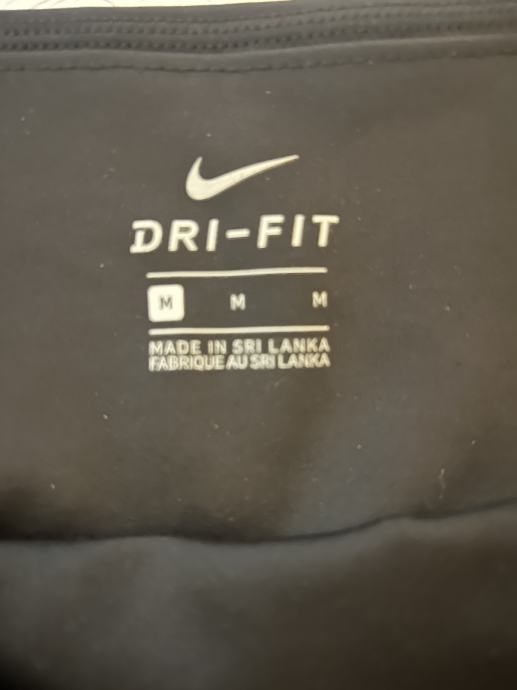 DRI-FIT
M M M
MADE IN SRI LANKA
FABRIQUE AU SRI LANKA